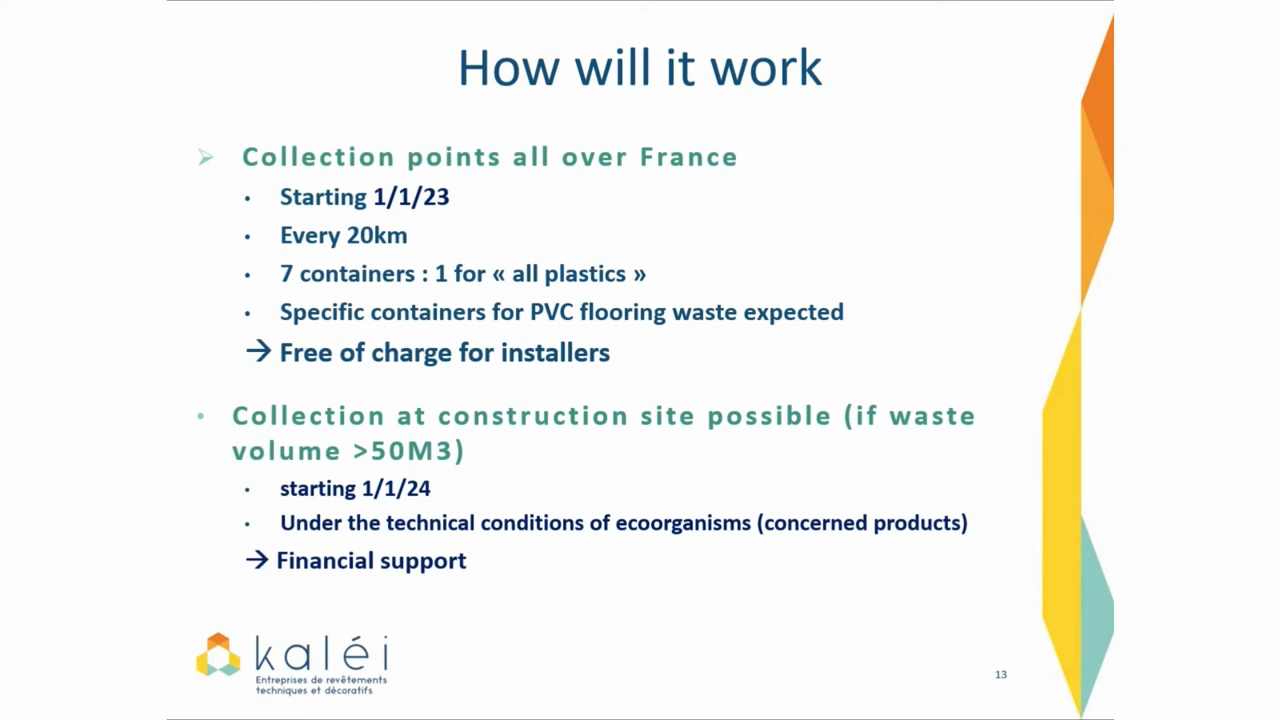 How will it work
➢ Collection points all over France
• Starting 1/1/23
• Every 20km
• 7 containers : 1 for « all plastics »
• Specific containers for PVC flooring waste expected
→ Free of charge for installers
• Collection at construction site possible (if waste
volume >50M3)
• starting 1/1/24
• Under the technical conditions of ecoorganisms (concerned products)
→ Financial support
kaléi
Entreprises de revêtements
techniques et décoratifs
13